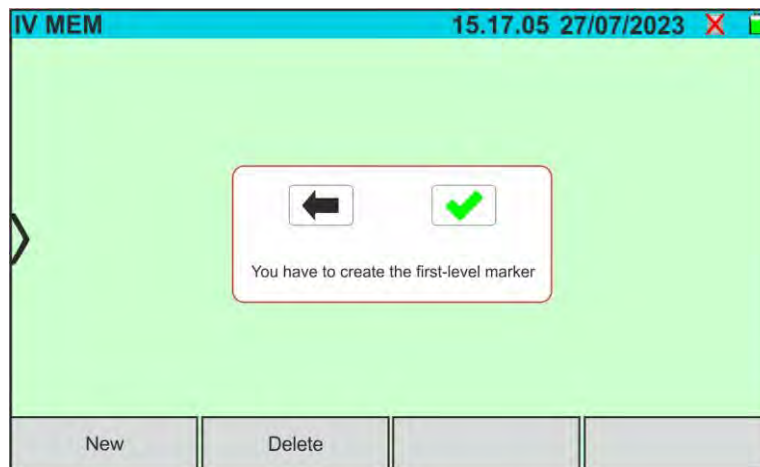 IV MEM 15.17.05 27/07/2023
You have to create the first-level marker
New Delete